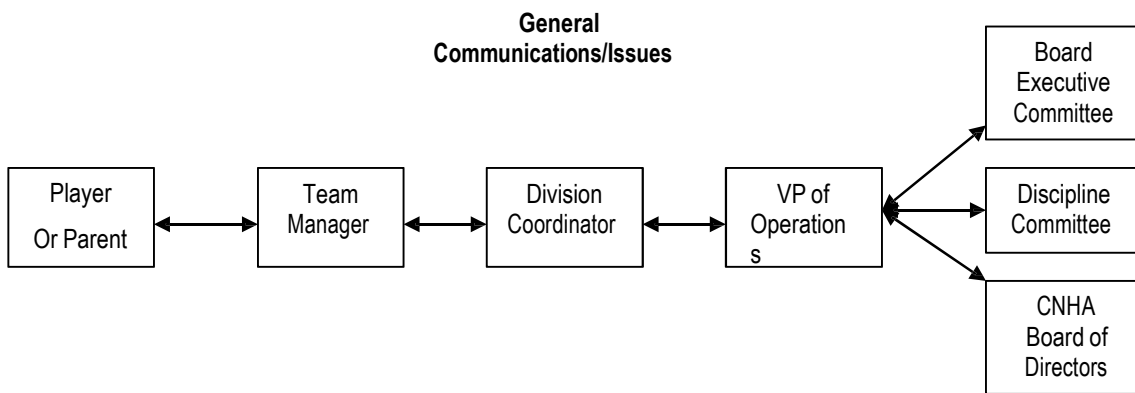 General
Communications/Issues
Player
Or Parent
Team
Manager
Division
Coordinator
VP of
Operation
s
Board
Executive
Committee
Discipline
Committee
CNHA
Board of
Directors